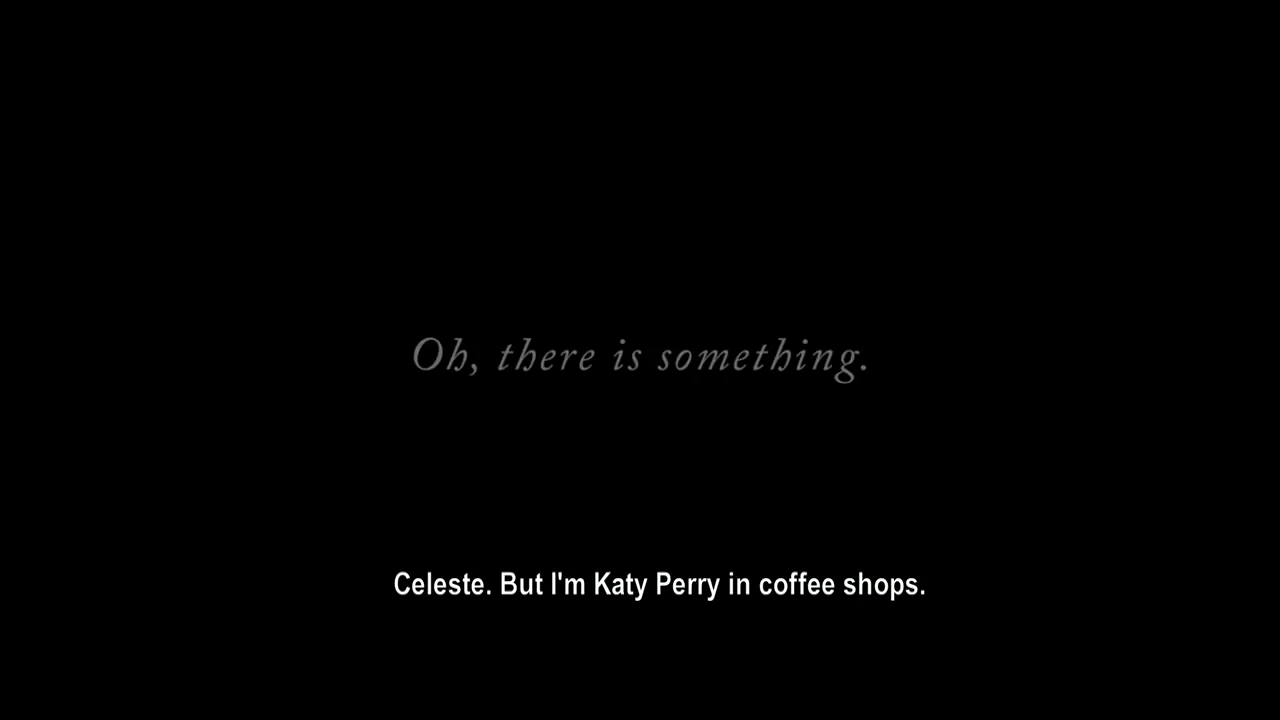 Oh, there is something.
Celeste. But I'm Katy Perry in coffee shops.